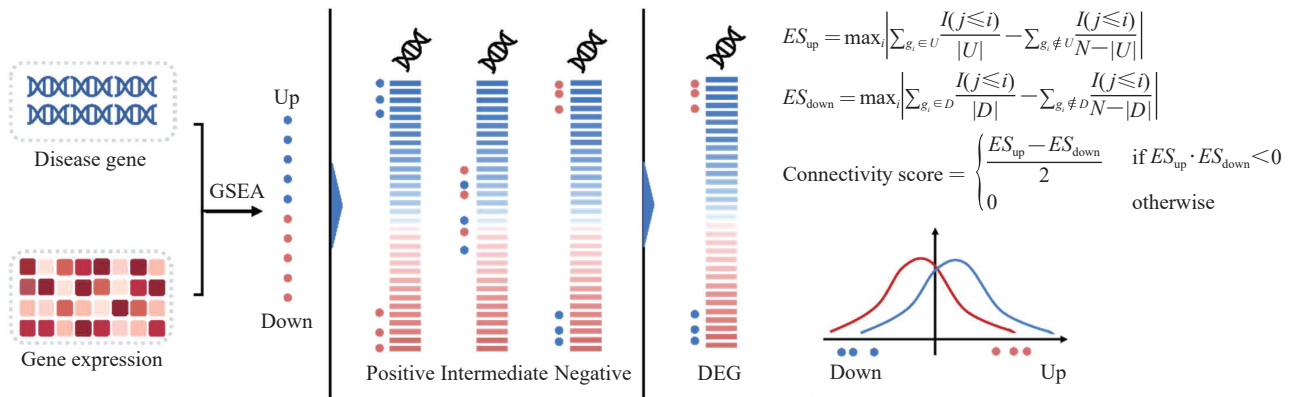 Disease gene
Gene expression
GSEA
Up
Down
Positive Intermediate Negative
DEG
ES_up = max_i |∑_{g_i ∈ U} I(j≤i)/|U| − ∑_{g_i ∉ U} I(j≤i)/(N−|U|)|
ES_down = max_i |∑_{g_i ∈ D} I(j≤i)/|D| − ∑_{g_i ∉ D} I(j≤i)/(N−|D|)|
Connectivity score = { (ES_up − ES_down)/2 if ES_up · ES_down < 0
0 otherwise
Down
Up